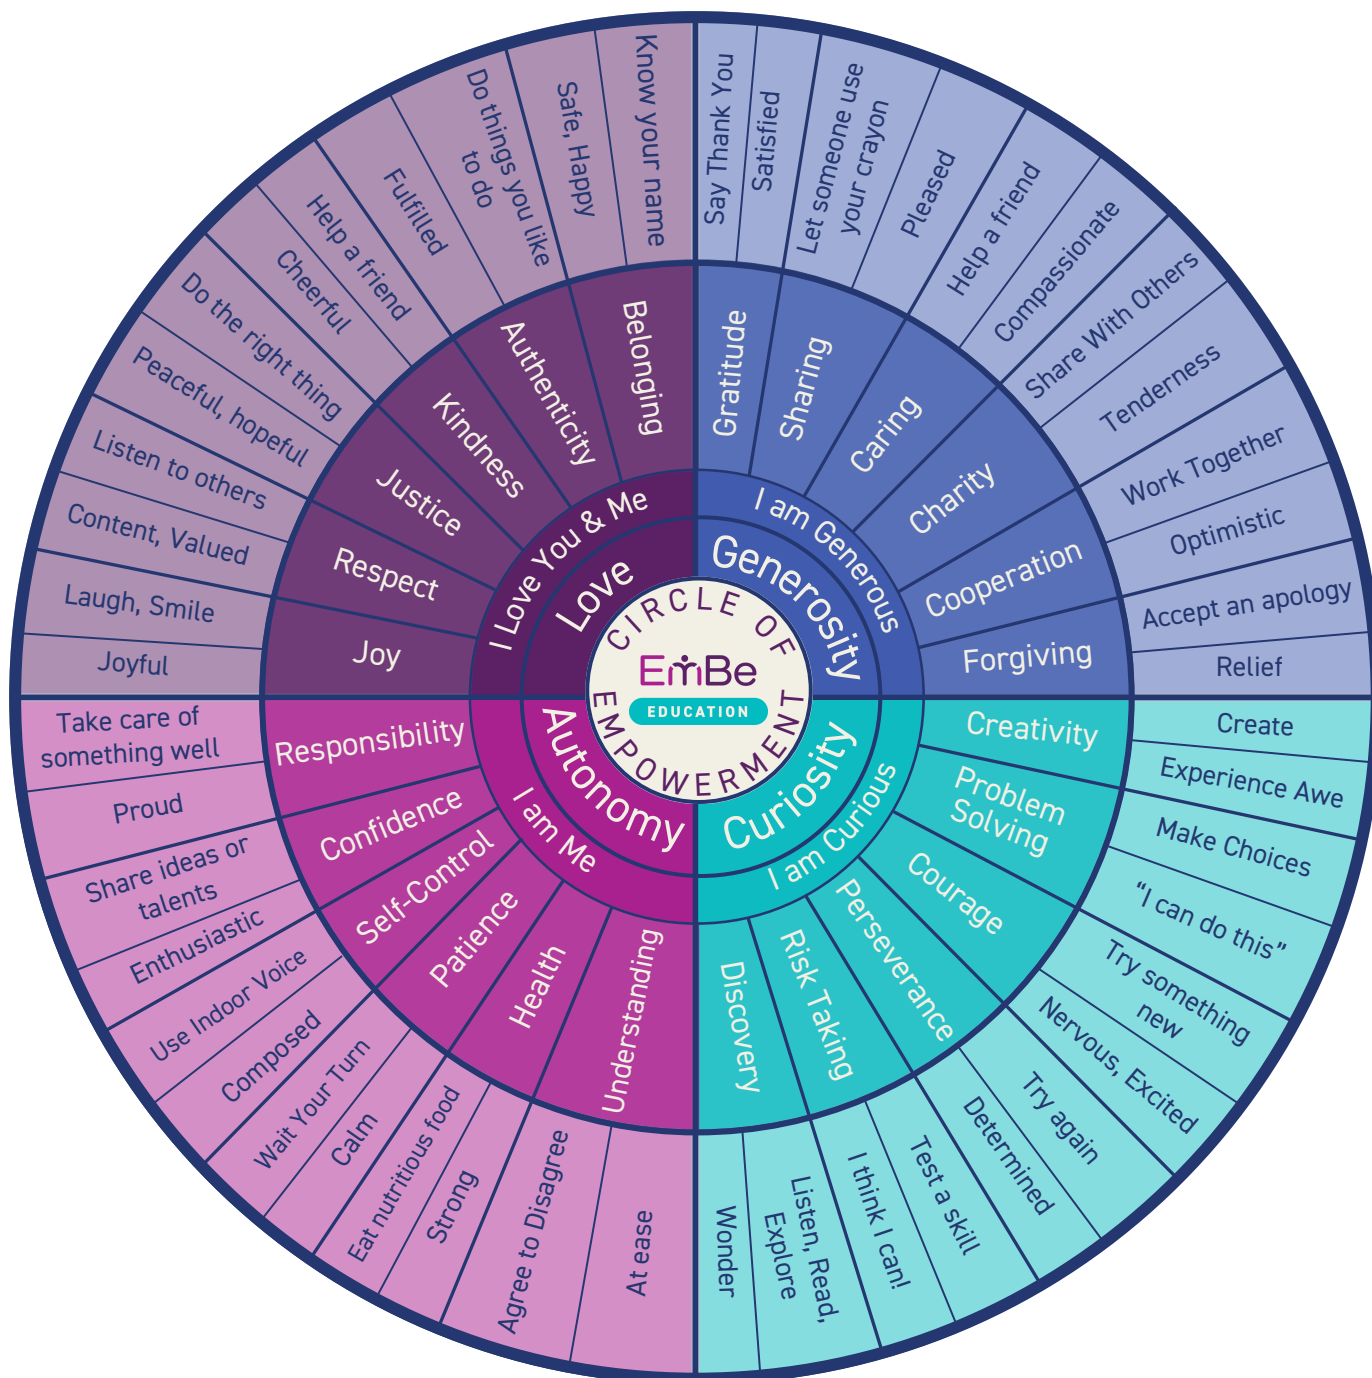 CIRCLE OF
EmBe
EDUCATION
EMPOWERMENT
Love
I Love You & Me
Joy
Laugh, Smile
Joyful
Respect
Listen to others
Content, Valued
Justice
Do the right thing
Peaceful, hopeful
Kindness
Help a friend
Cheerful
Authenticity
Do things you like
to do
Fulfilled
Belonging
Know your name
Safe, Happy
Generosity
I am Generous
Gratitude
Say Thank You
Satisfied
Sharing
Let someone use
your crayon
Pleased
Caring
Help a friend
Compassionate
Charity
Share With Others
Tenderness
Cooperation
Work Together
Optimistic
Forgiving
Accept an apology
Relief
Curiosity
I am Curious
Creativity
Create
Experience Awe
Problem
Solving
Make Choices
“I can do this”
Courage
Try something
new
Nervous, Excited
Perseverance
Try again
Determined
Risk Taking
Test a skill
I think I can!
Discovery
Listen, Read,
Explore
Wonder
Autonomy
I am Me
Understanding
Agree to Disagree
At ease
Health
Eat nutritious food
Strong
Patience
Wait Your Turn
Calm
Self-Control
Use Indoor Voice
Composed
Confidence
Share ideas or
talents
Enthusiastic
Responsibility
Take care of
something well
Proud